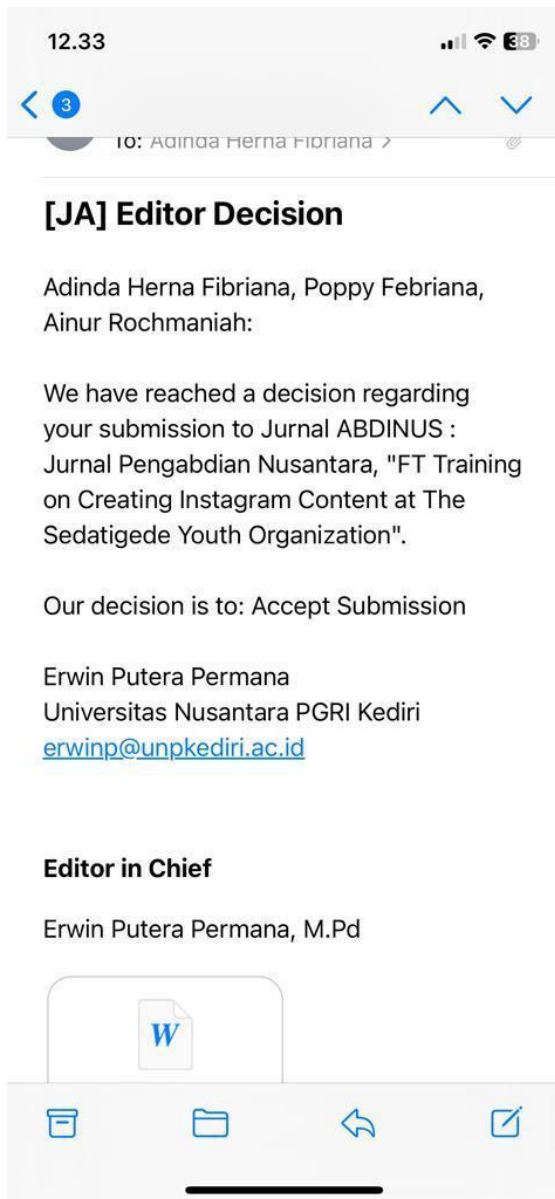 12.33
38
3
To: Adinda Herna Fibriana
[JA] Editor Decision
Adinda Herna Fibriana, Poppy Febriana,
Ainur Rochmaniah:
We have reached a decision regarding
your submission to Jurnal ABDINUS :
Jurnal Pengabdian Nusantara, "FT Training
on Creating Instagram Content at The
Sedatigede Youth Organization".
Our decision is to: Accept Submission
Erwin Putera Permana
Universitas Nusantara PGRI Kediri
erwinp@unpkediri.ac.id
Editor in Chief
Erwin Putera Permana, M.Pd
W